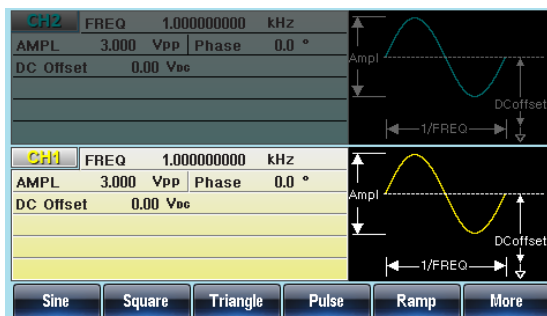 CH2 FREQ 1.000000000 kHz
AMPL 3.000 Vpp Phase 0.0 °
DC Offset 0.00 VDC
Ampl
DCoffset
1/FREQ
CH1 FREQ 1.000000000 kHz
AMPL 3.000 Vpp Phase 0.0 °
DC Offset 0.00 VDC
Ampl
DCoffset
1/FREQ
Sine Square Triangle Pulse Ramp More